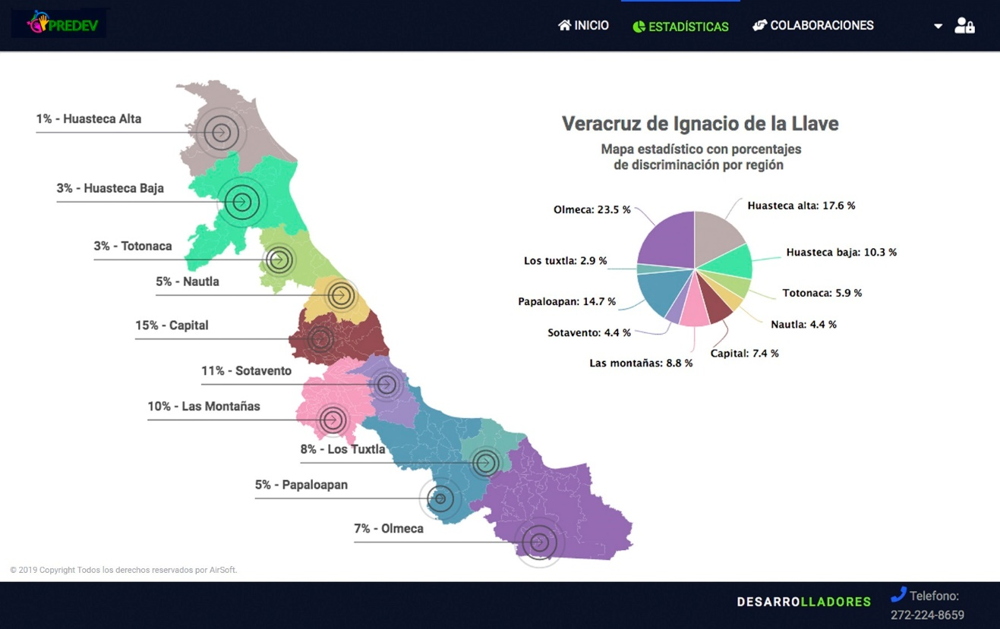 PREDEV
INICIO
ESTADÍSTICAS
COLABORACIONES
1% - Huasteca Alta
3% - Huasteca Baja
3% - Totonaca
5% - Nautla
15% - Capital
11% - Sotavento
10% - Las Montañas
8% - Los Tuxtla
5% - Papaloapan
7% - Olmeca
Veracruz de Ignacio de la Llave
Mapa estadístico con porcentajes
de discriminación por región
Olmeca: 23.5 %
Huasteca alta: 17.6 %
Los tuxtla: 2.9 %
Huasteca baja: 10.3 %
Papaloapan: 14.7 %
Totonaca: 5.9 %
Sotavento: 4.4 %
Nautla: 4.4 %
Las montañas: 8.8 %
Capital: 7.4 %
© 2019 Copyright Todos los derechos reservados por AirSoft.
DESARROLLADORES
Telefono:
272-224-8659